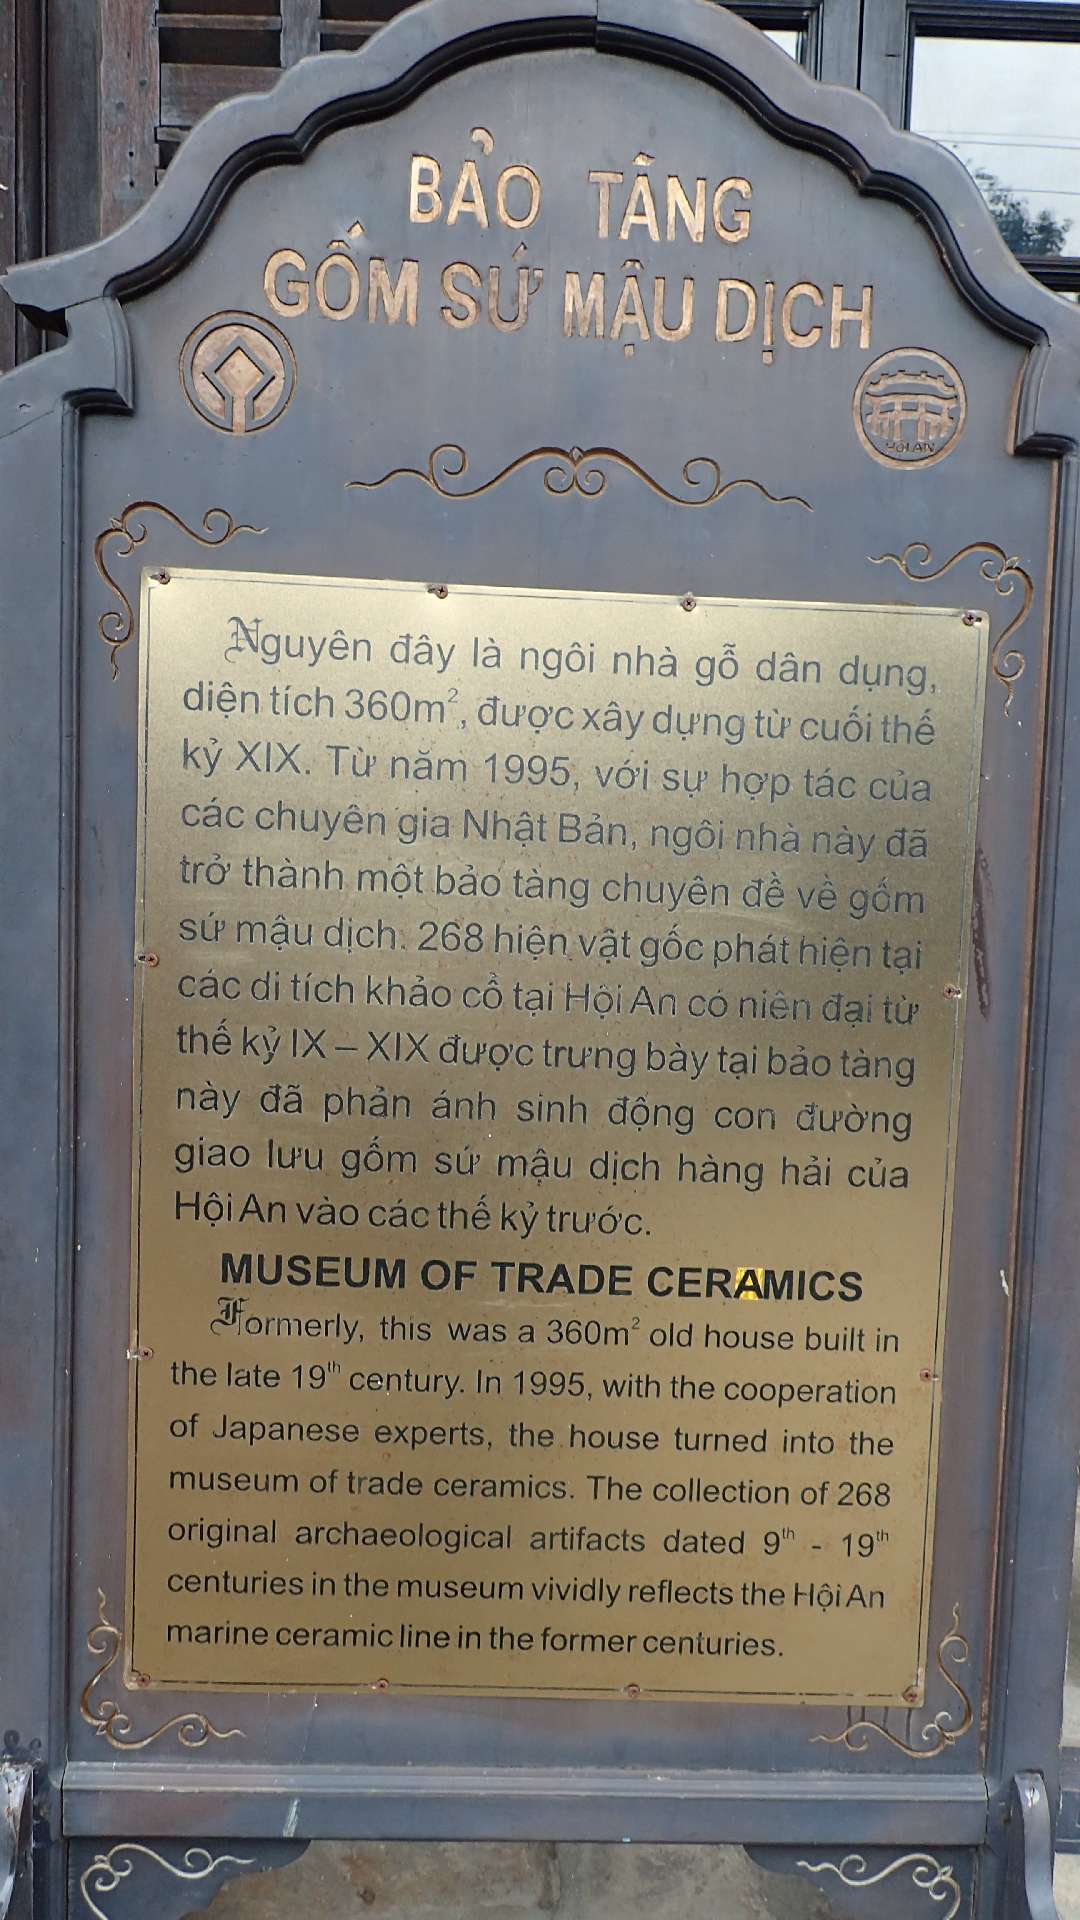 BẢO TÀNG
GỐM SỨ MẬU DỊCH
HỘI AN
Nguyên đây là ngôi nhà gỗ dân dụng,
diện tích 360m², được xây dựng từ cuối thế
kỷ XIX. Từ năm 1995, với sự hợp tác của
các chuyên gia Nhật Bản, ngôi nhà này đã
trở thành một bảo tàng chuyên đề về gốm
sứ mậu dịch. 268 hiện vật gốc phát hiện tại
các di tích khảo cổ tại Hội An có niên đại từ
thế kỷ IX – XIX được trưng bày tại bảo tàng
này đã phản ánh sinh động con đường
giao lưu gốm sứ mậu dịch hàng hải của
Hội An vào các thế kỷ trước.
MUSEUM OF TRADE CERAMICS
Formerly, this was a 360m² old house built in
the late 19th century. In 1995, with the cooperation
of Japanese experts, the house turned into the
museum of trade ceramics. The collection of 268
original archaeological artifacts dated 9th - 19th
centuries in the museum vividly reflects the Hội An
marine ceramic line in the former centuries.